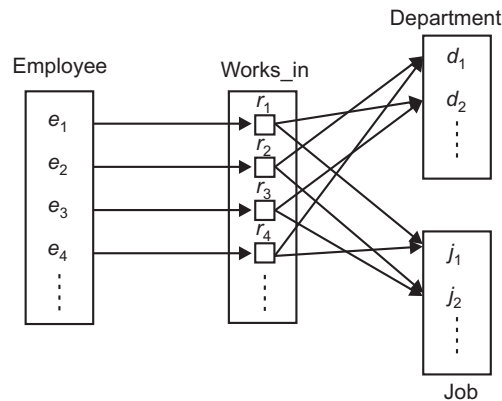 Employee
e1
e2
e3
e4
Works_in
r1
r2
r3
r4
Department
d1
d2
j1
j2
Job